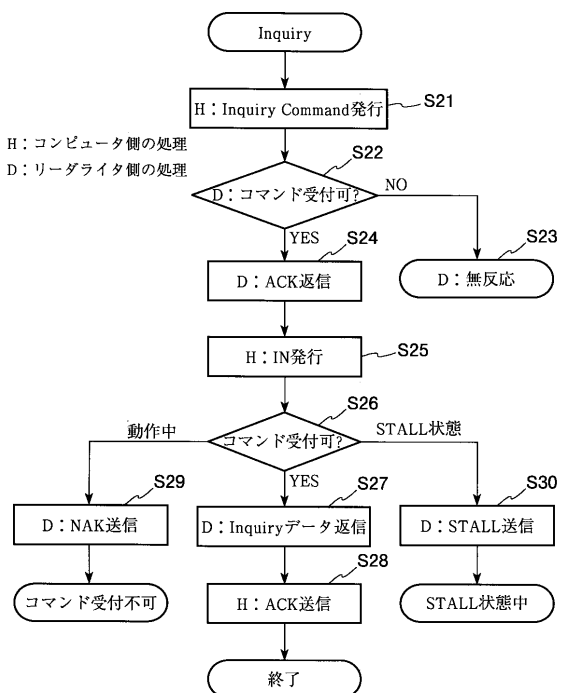 Inquiry
H：Inquiry Command発行
S21
H：コンピュータ側の処理
D：リーダライタ側の処理
S22
D：コマンド受付可?
NO
YES
S24
S23
D：ACK返信
D：無反応
H：IN発行
S25
S26
動作中
コマンド受付可?
STALL状態
YES
S29
S27
S30
D：NAK送信
D：Inquiryデータ返信
D：STALL送信
S28
コマンド受付不可
H：ACK送信
STALL状態中
終了